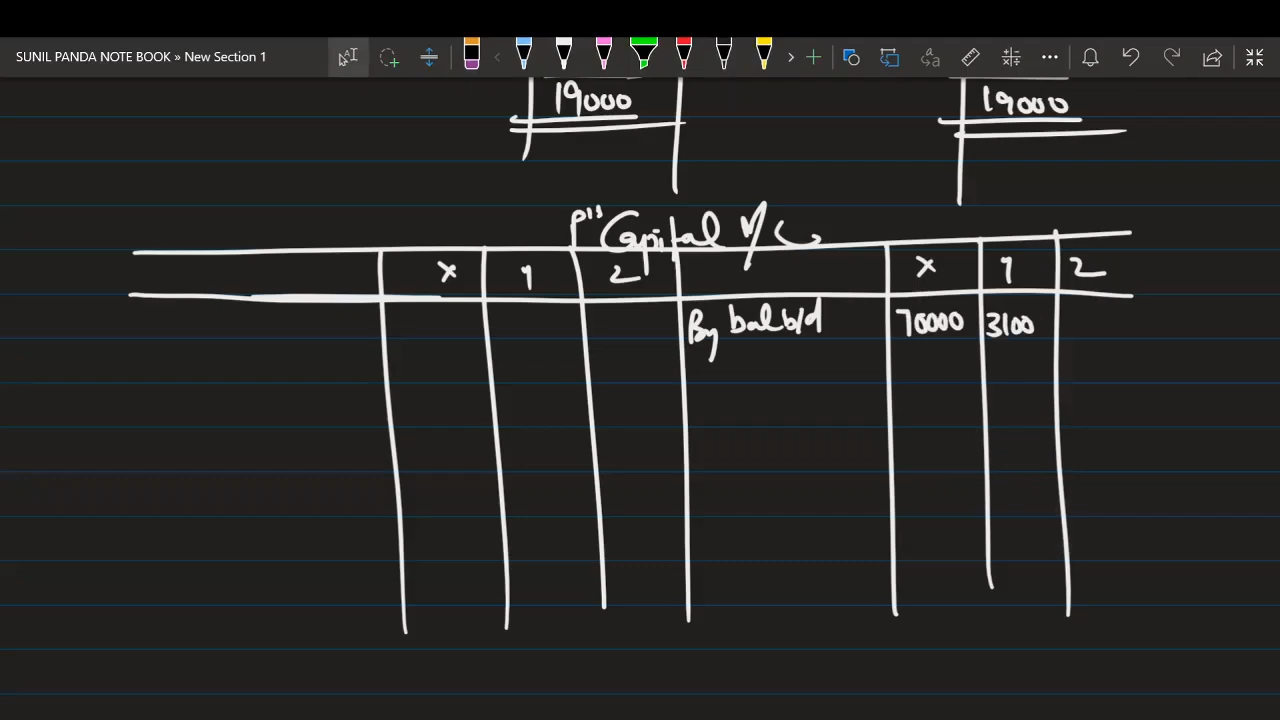 SUNIL PANDA NOTE BOOK » New Section 1
19000 19000
Capital A/c
X Y Z X Y Z
By bal b/d 70000 3100